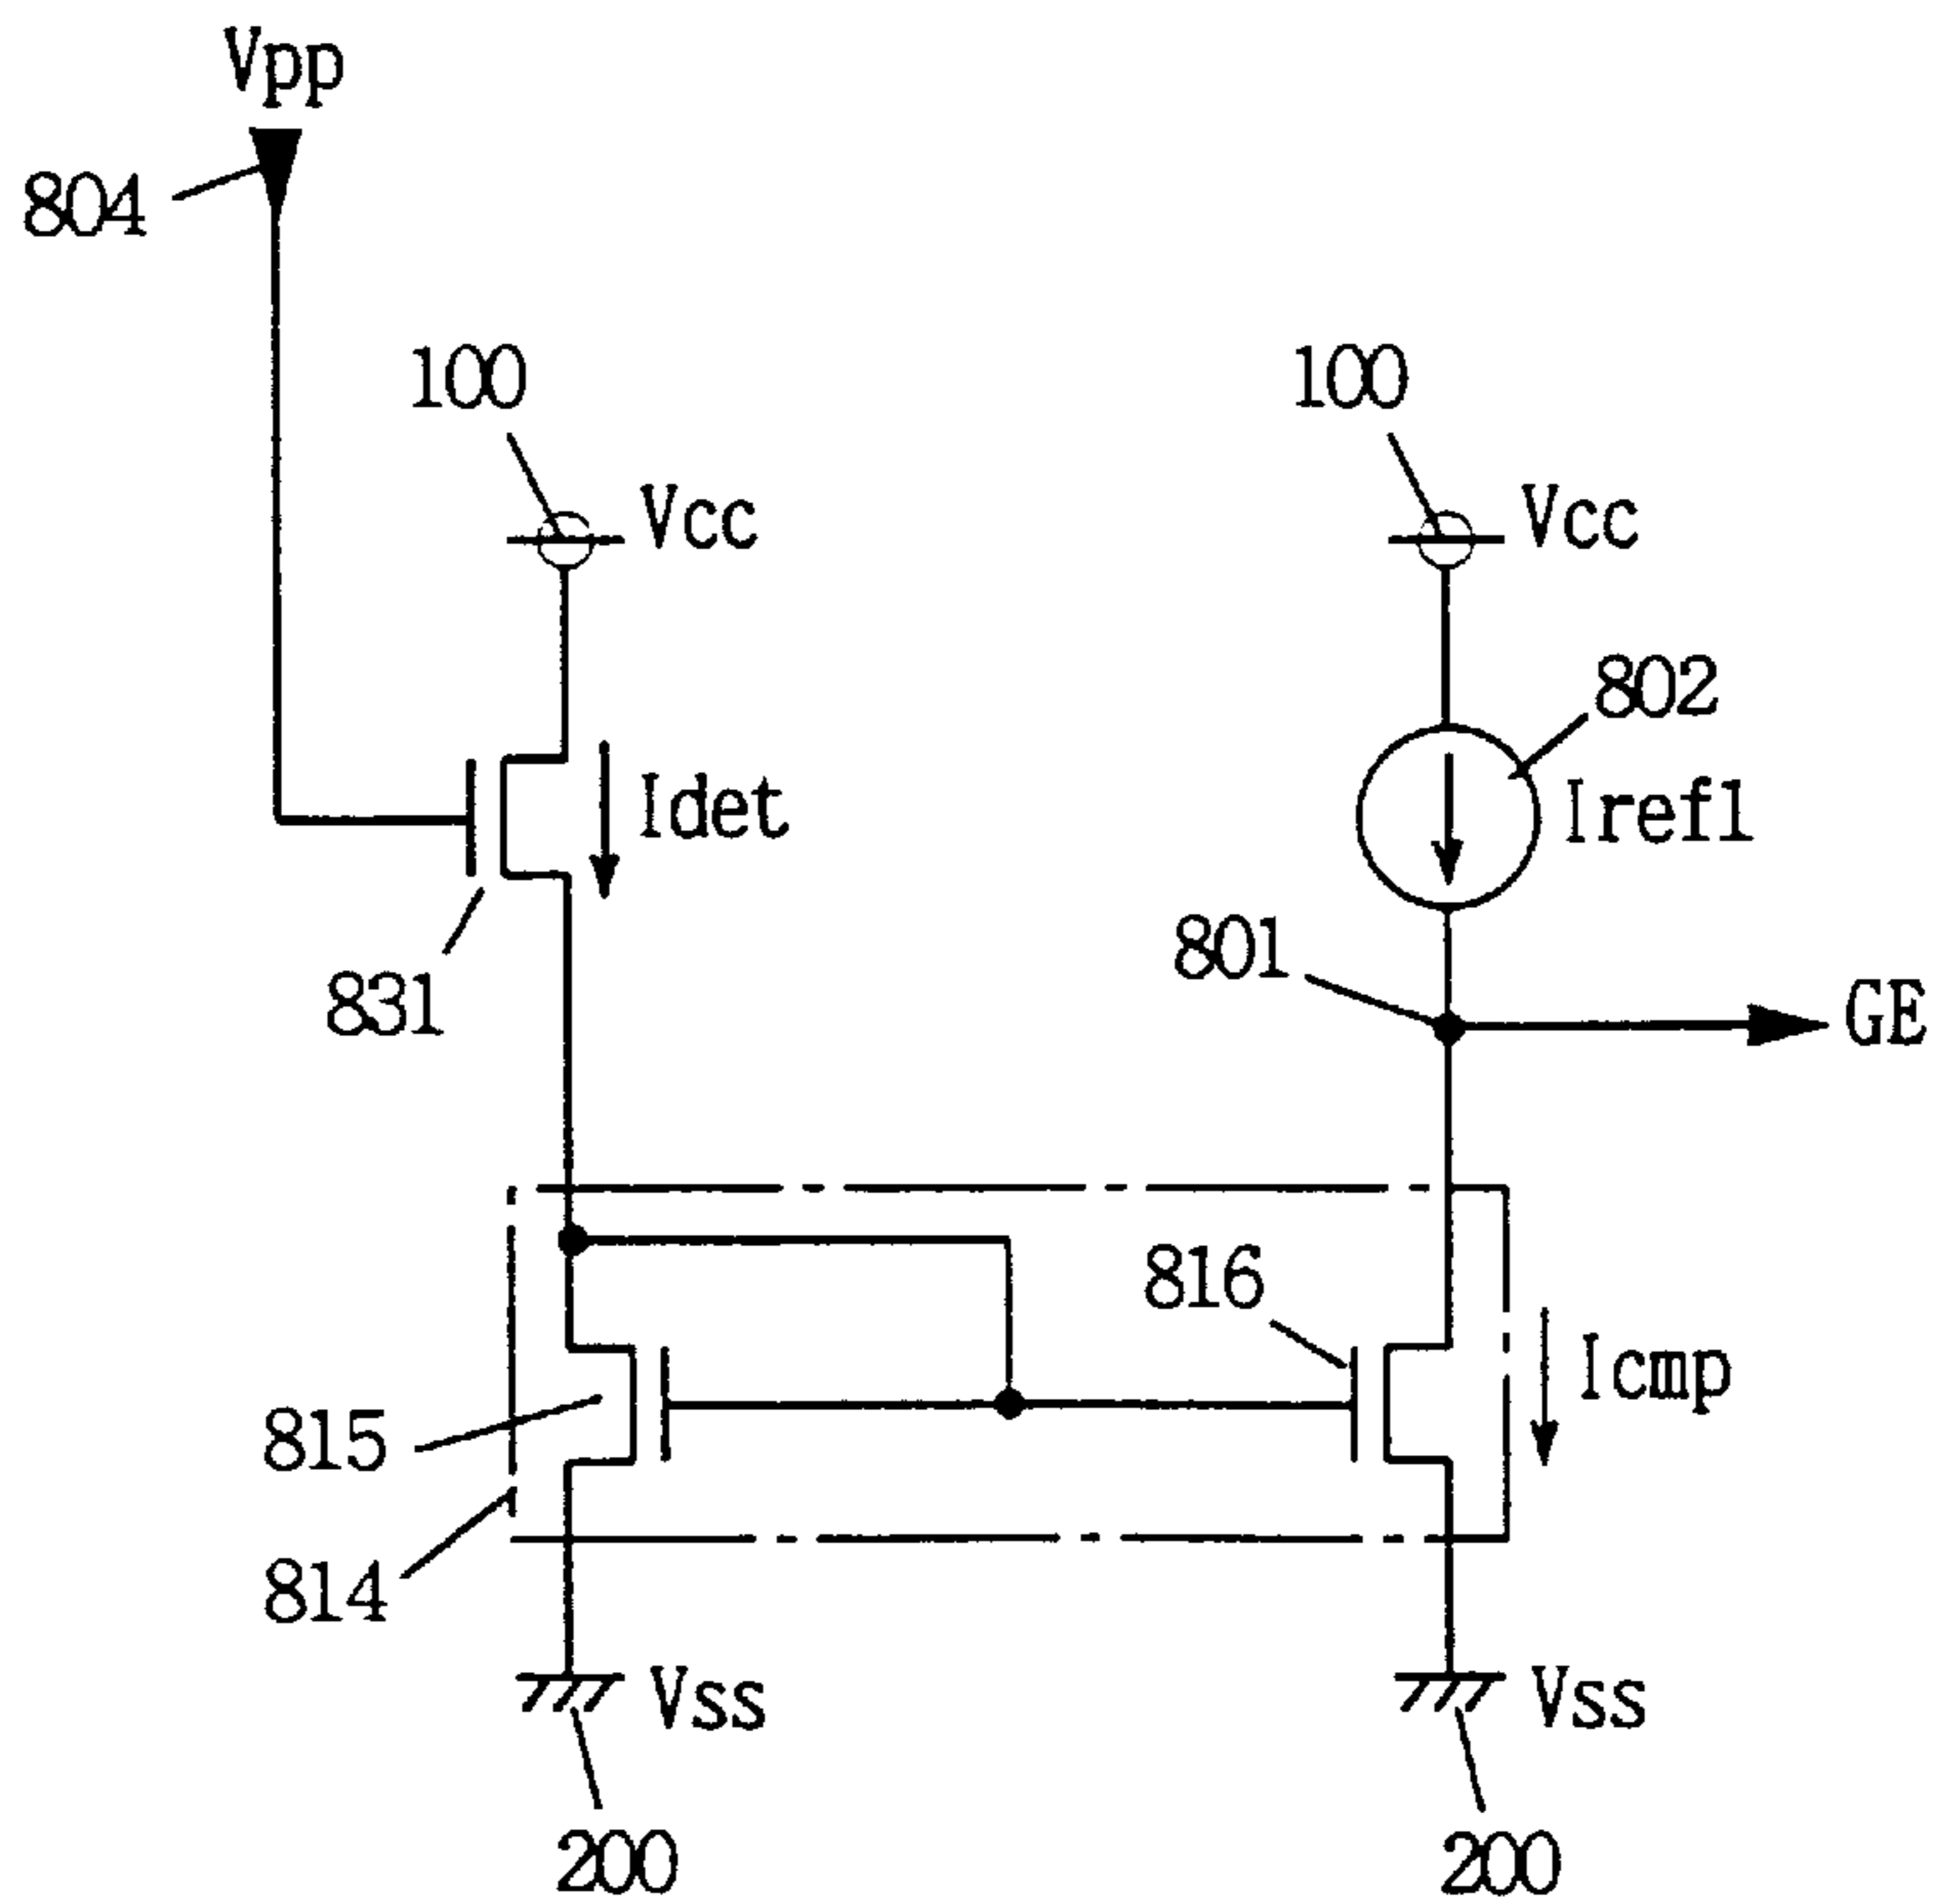 Vpp
804
100
100
Vcc
Vcc
802
Idet
Iref1
831
801
GE
816
Icmp
815
814
Vss
Vss
200
200